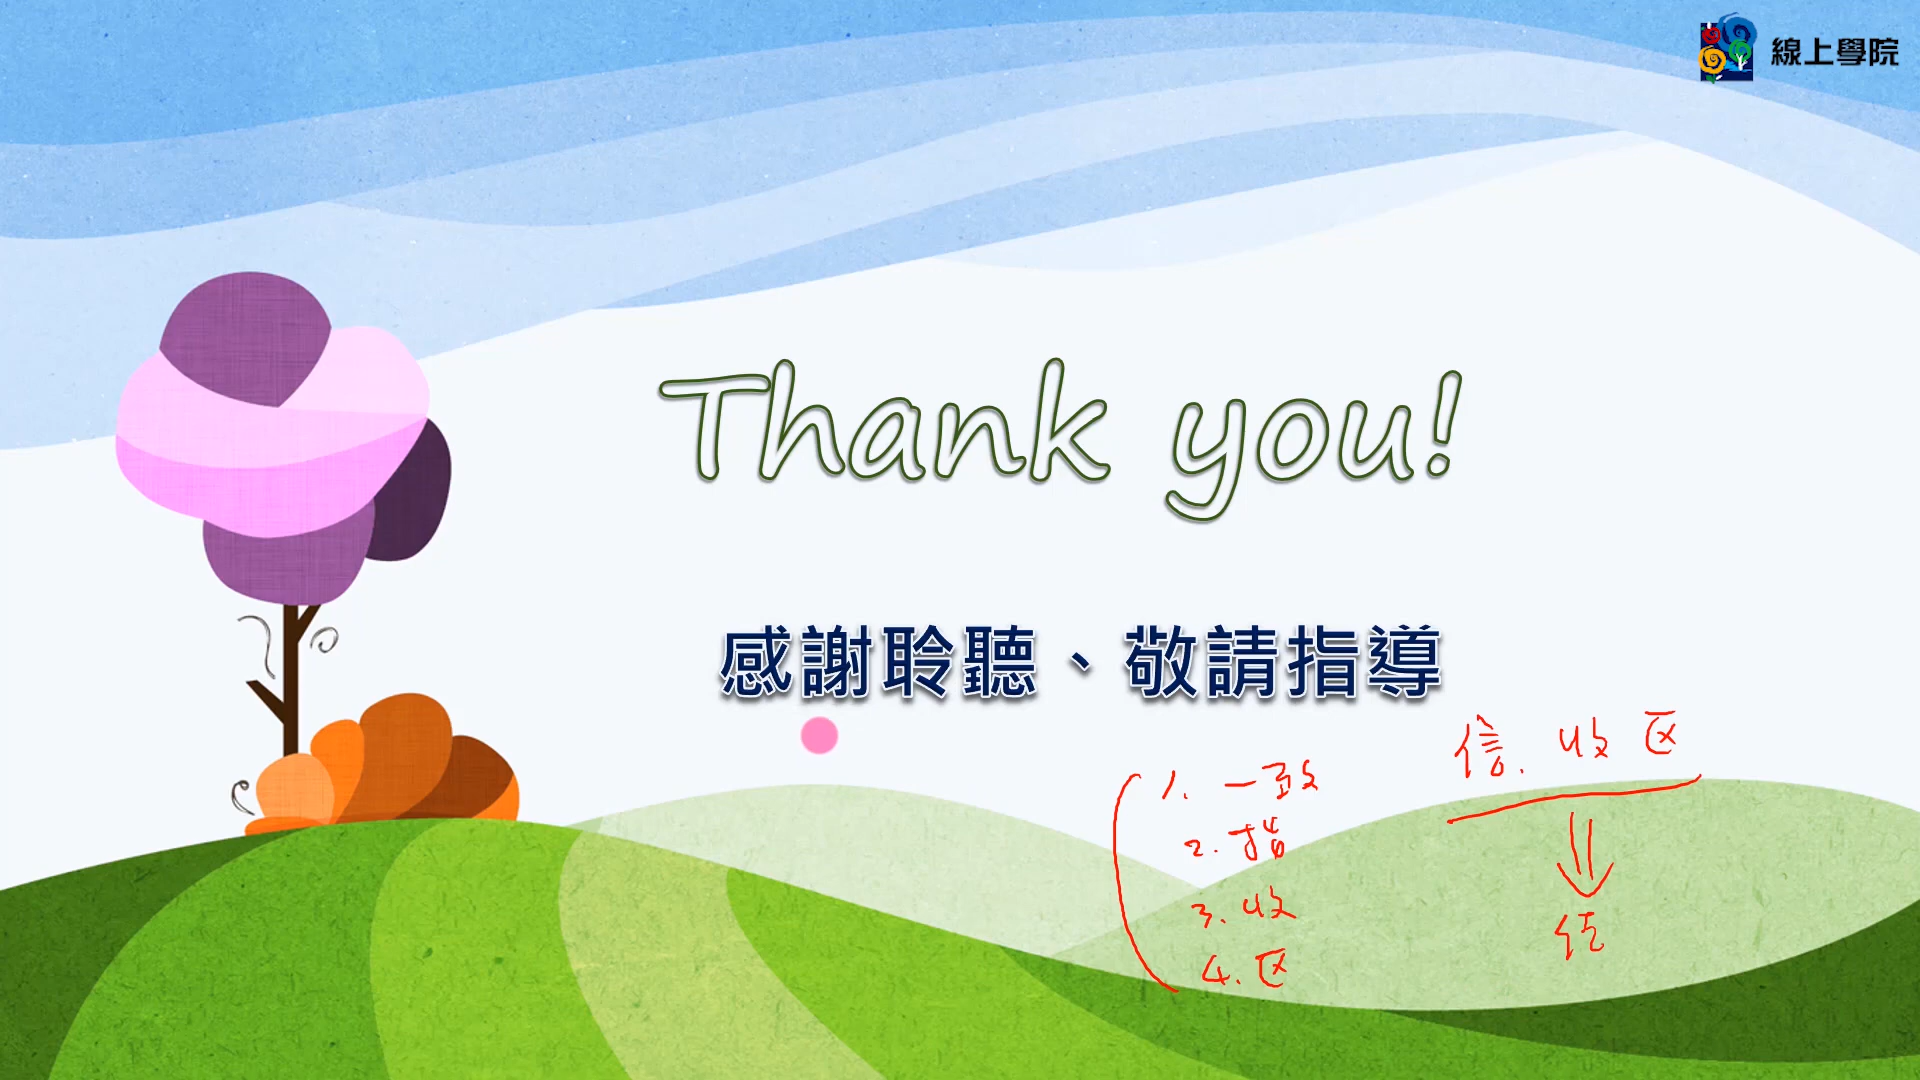 線上學院
Thank you!
感謝聆聽、敬請指導
信. 收 区
1. 一致
2. 指
3. 收
4. 区